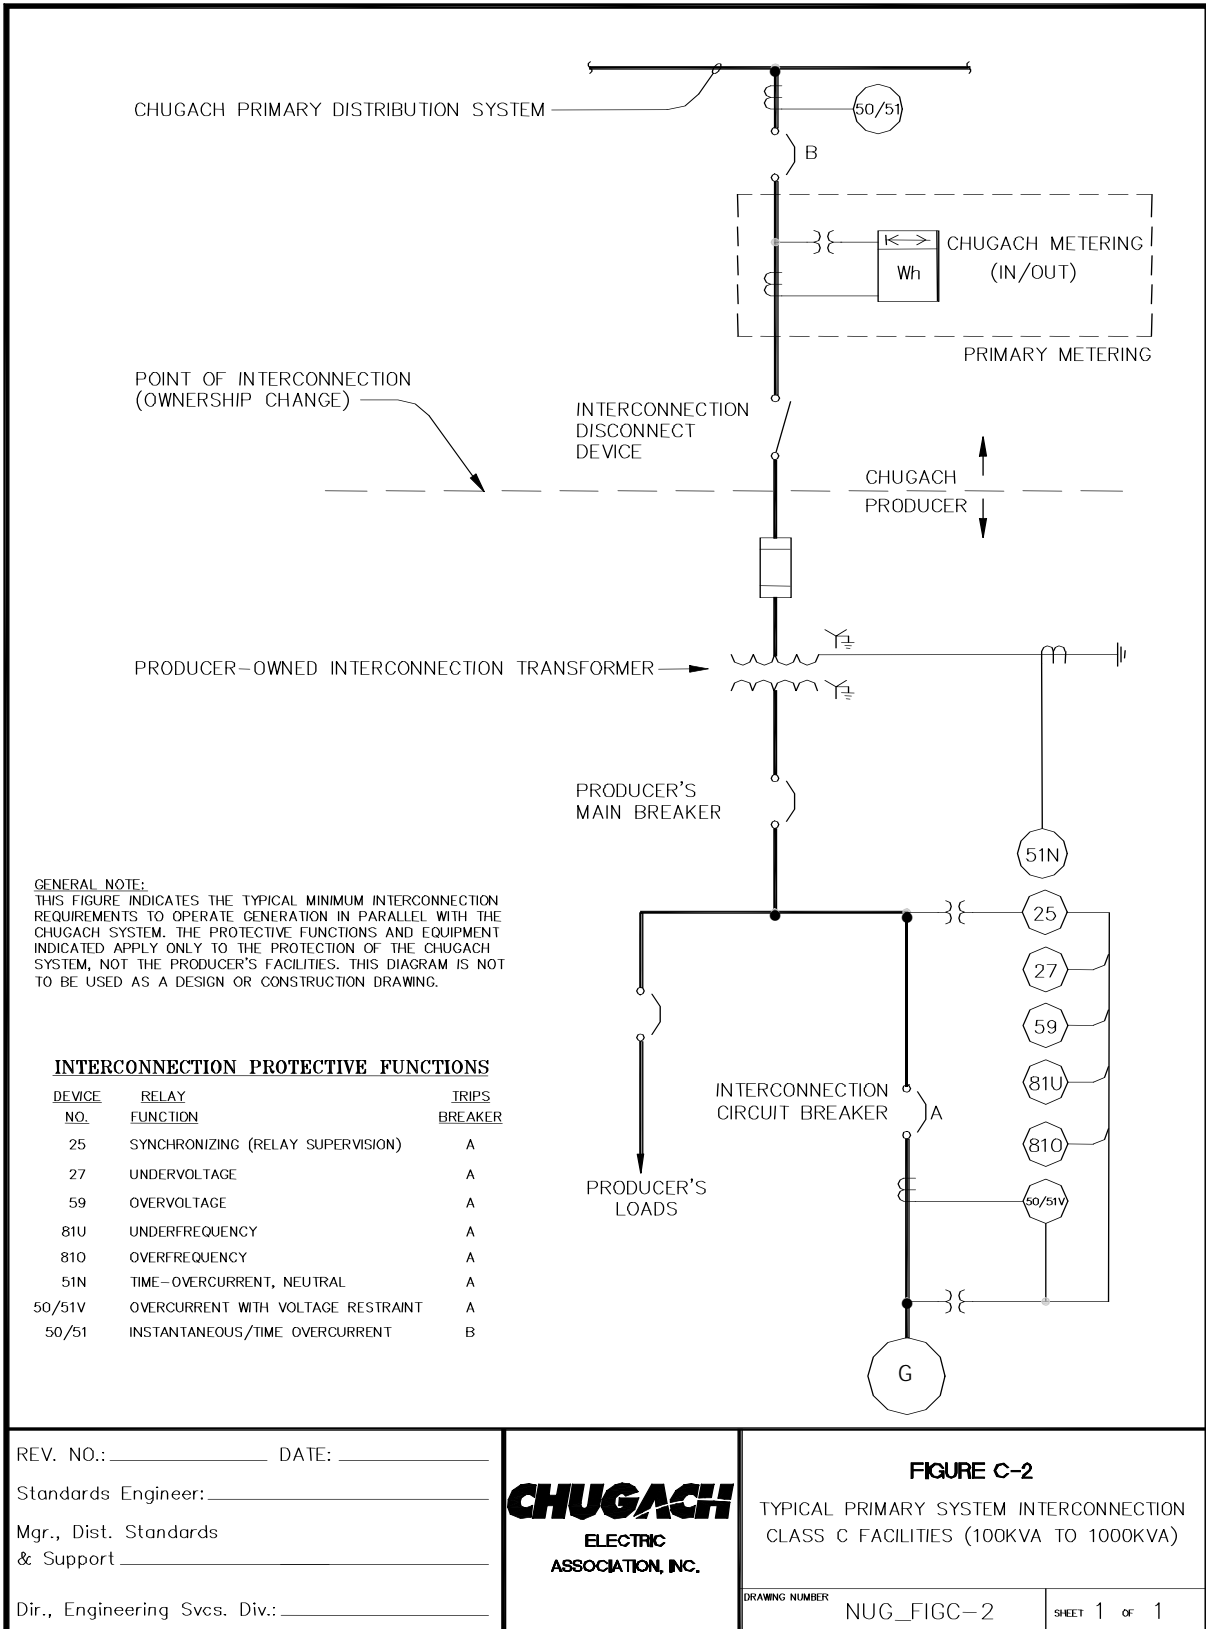 CHUGACH PRIMARY DISTRIBUTION SYSTEM
50/51
B
CHUGACH METERING
(IN/OUT)
Wh
PRIMARY METERING
POINT OF INTERCONNECTION
(OWNERSHIP CHANGE)
INTERCONNECTION
DISCONNECT
DEVICE
CHUGACH
PRODUCER
PRODUCER-OWNED INTERCONNECTION TRANSFORMER
PRODUCER'S
MAIN BREAKER
51N
25
27
59
81U
81O
50/51V
INTERCONNECTION
CIRCUIT BREAKER
A
PRODUCER'S
LOADS
G
GENERAL NOTE:
THIS FIGURE INDICATES THE TYPICAL MINIMUM INTERCONNECTION
REQUIREMENTS TO OPERATE GENERATION IN PARALLEL WITH THE
CHUGACH SYSTEM. THE PROTECTIVE FUNCTIONS AND EQUIPMENT
INDICATED APPLY ONLY TO THE PROTECTION OF THE CHUGACH
SYSTEM, NOT THE PRODUCER'S FACILITIES. THIS DIAGRAM IS NOT
TO BE USED AS A DESIGN OR CONSTRUCTION DRAWING.
INTERCONNECTION PROTECTIVE FUNCTIONS
DEVICE RELAY TRIPS
NO. FUNCTION BREAKER
25 SYNCHRONIZING (RELAY SUPERVISION) A
27 UNDERVOLTAGE A
59 OVERVOLTAGE A
81U UNDERFREQUENCY A
81O OVERFREQUENCY A
51N TIME-OVERCURRENT, NEUTRAL A
50/51V OVERCURRENT WITH VOLTAGE RESTRAINT A
50/51 INSTANTANEOUS/TIME OVERCURRENT B
REV. NO.: DATE:
Standards Engineer:
Mgr., Dist. Standards
& Support
Dir., Engineering Svcs. Div.:
CHUGACH
ELECTRIC
ASSOCIATION, INC.
FIGURE C-2
TYPICAL PRIMARY SYSTEM INTERCONNECTION
CLASS C FACILITIES (100KVA TO 1000KVA)
DRAWING NUMBER
NUG_FIGC-2
SHEET 1 OF 1